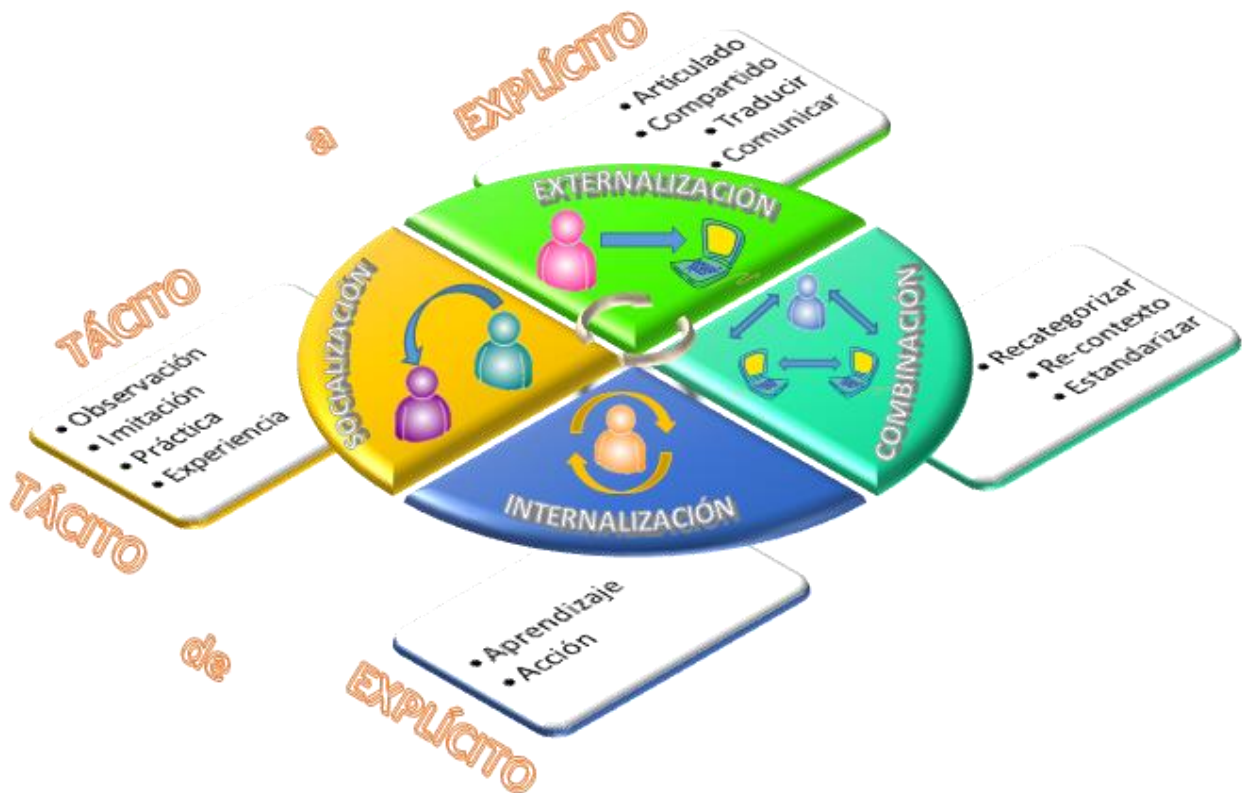 a
EXPLÍCITO
• Articulado
• Compartido
• Traducir
• Comunicar
EXTERNALIZACIÓN
TÁCITO
• Observación
• Imitación
• Práctica
• Experiencia
SOCIALIZACIÓN
COMBINACIÓN
• Recategorizar
• Re-contexto
• Estandarizar
INTERNALIZACIÓN
TÁCITO
de
EXPLÍCITO
• Aprendizaje
• Acción